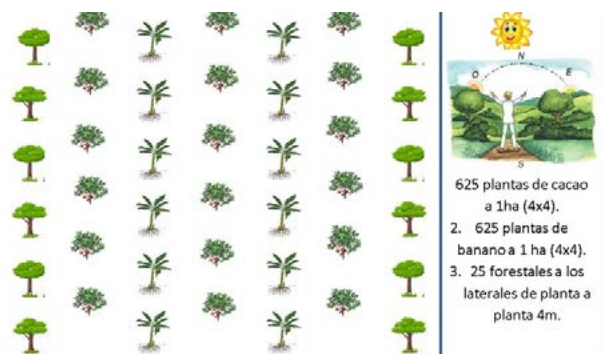 N
O E
S
625 plantas de cacao
a 1ha (4x4).
2. 625 plantas de
banano a 1 ha (4x4).
3. 25 forestales a los
laterales de planta a
planta 4m.